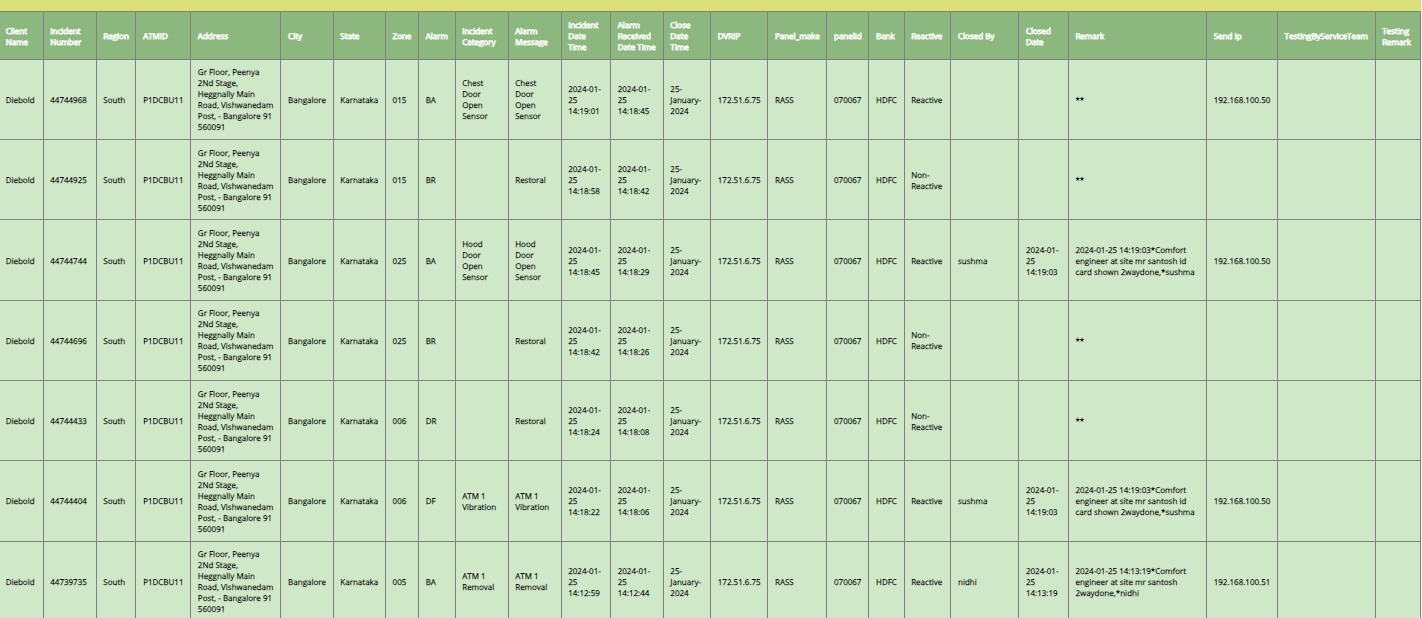 Client Name Incident Number Region ATMID Address City State Zone Alarm Incident Category Alarm Message Incident Date Time Alarm Received Date Time Close Date Time DVRIP Panel_make panelid Bank Reactive Closed By Closed Date Remark Send Ip TestingByServiceTeam Testing Remark
Diebold 44744968 South P1DCBU11 Gr Floor, Peenya 2Nd Stage, Heggnally Main Road, Vishwanedam Post, - Bangalore 91 560091 Bangalore Karnataka 015 BA Chest Door Open Sensor Chest Door Open Sensor 2024-01-25 14:19:01 2024-01-25 14:18:45 25-January-2024 172.51.6.75 RASS 070067 HDFC Reactive ** 192.168.100.50
Diebold 44744925 South P1DCBU11 Gr Floor, Peenya 2Nd Stage, Heggnally Main Road, Vishwanedam Post, - Bangalore 91 560091 Bangalore Karnataka 015 BR Restoral 2024-01-25 14:18:58 2024-01-25 14:18:42 25-January-2024 172.51.6.75 RASS 070067 HDFC Non-Reactive **
Diebold 44744744 South P1DCBU11 Gr Floor, Peenya 2Nd Stage, Heggnally Main Road, Vishwanedam Post, - Bangalore 91 560091 Bangalore Karnataka 025 BA Hood Door Open Sensor Hood Door Open Sensor 2024-01-25 14:18:45 2024-01-25 14:18:29 25-January-2024 172.51.6.75 RASS 070067 HDFC Reactive sushma 2024-01-25 14:19:03 2024-01-25 14:19:03*Comfort engineer at site mr santosh id card shown 2waydone,*sushma 192.168.100.50
Diebold 44744696 South P1DCBU11 Gr Floor, Peenya 2Nd Stage, Heggnally Main Road, Vishwanedam Post, - Bangalore 91 560091 Bangalore Karnataka 025 BR Restoral 2024-01-25 14:18:42 2024-01-25 14:18:26 25-January-2024 172.51.6.75 RASS 070067 HDFC Non-Reactive **
Diebold 44744433 South P1DCBU11 Gr Floor, Peenya 2Nd Stage, Heggnally Main Road, Vishwanedam Post, - Bangalore 91 560091 Bangalore Karnataka 006 DR Restoral 2024-01-25 14:18:24 2024-01-25 14:18:08 25-January-2024 172.51.6.75 RASS 070067 HDFC Non-Reactive **
Diebold 44744404 South P1DCBU11 Gr Floor, Peenya 2Nd Stage, Heggnally Main Road, Vishwanedam Post, - Bangalore 91 560091 Bangalore Karnataka 006 DF ATM 1 Vibration ATM 1 Vibration 2024-01-25 14:18:22 2024-01-25 14:18:06 25-January-2024 172.51.6.75 RASS 070067 HDFC Reactive sushma 2024-01-25 14:19:03 2024-01-25 14:19:03*Comfort engineer at site mr santosh id card shown 2waydone,*sushma 192.168.100.50
Diebold 44739735 South P1DCBU11 Gr Floor, Peenya 2Nd Stage, Heggnally Main Road, Vishwanedam Post, - Bangalore 91 560091 Bangalore Karnataka 005 BA ATM 1 Removal ATM 1 Removal 2024-01-25 14:12:59 2024-01-25 14:12:44 25-January-2024 172.51.6.75 RASS 070067 HDFC Reactive nidhi 2024-01-25 14:13:19 2024-01-25 14:13:19*Comfort engineer at site mr santosh 2waydone,*nidhi 192.168.100.51